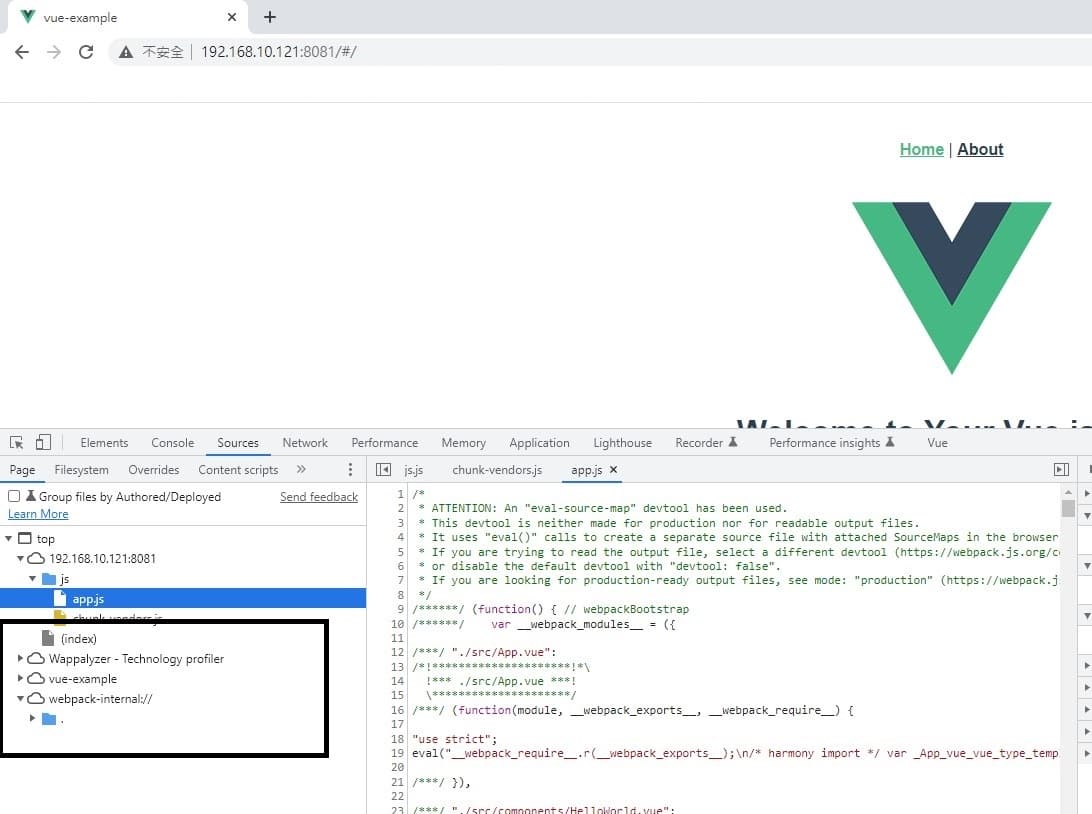 vue-example
不安全 192.168.10.121:8081/#/
Home | About
Elements Console Sources Network Performance Memory Application Lighthouse Recorder Performance insights Vue
Page Filesystem Overrides Content scripts »
js.js chunk-vendors.js app.js
Group files by Authored/Deployed Send feedback
Learn More
top
192.168.10.121:8081
js
app.js
chunk-vendors.js
(index)
Wappalyzer - Technology profiler
vue-example
webpack-internal://
.
1 /*
2 * ATTENTION: An "eval-source-map" devtool has been used.
3 * This devtool is neither made for production nor for readable output files.
4 * It uses "eval()" calls to create a separate source file with attached SourceMaps in the browser
5 * If you are trying to read the output file, select a different devtool (https://webpack.js.org/c
6 * or disable the default devtool with "devtool: false".
7 * If you are looking for production-ready output files, see mode: "production" (https://webpack.j
8 */
9 /******/ (function() { // webpackBootstrap
10 /******/ var __webpack_modules__ = ({
11
12 /***/ "./src/App.vue":
13 /*!*********************!*\
14 !*** ./src/App.vue ***!
15 \*********************/
16 /***/ (function(module, __webpack_exports__, __webpack_require__) {
17
18 "use strict";
19 eval("__webpack_require__.r(__webpack_exports__);\n/* harmony import */ var _App_vue_vue_type_temp
20
21 /***/ }),
22
23 /***/ "./src/components/HelloWorld.vue":